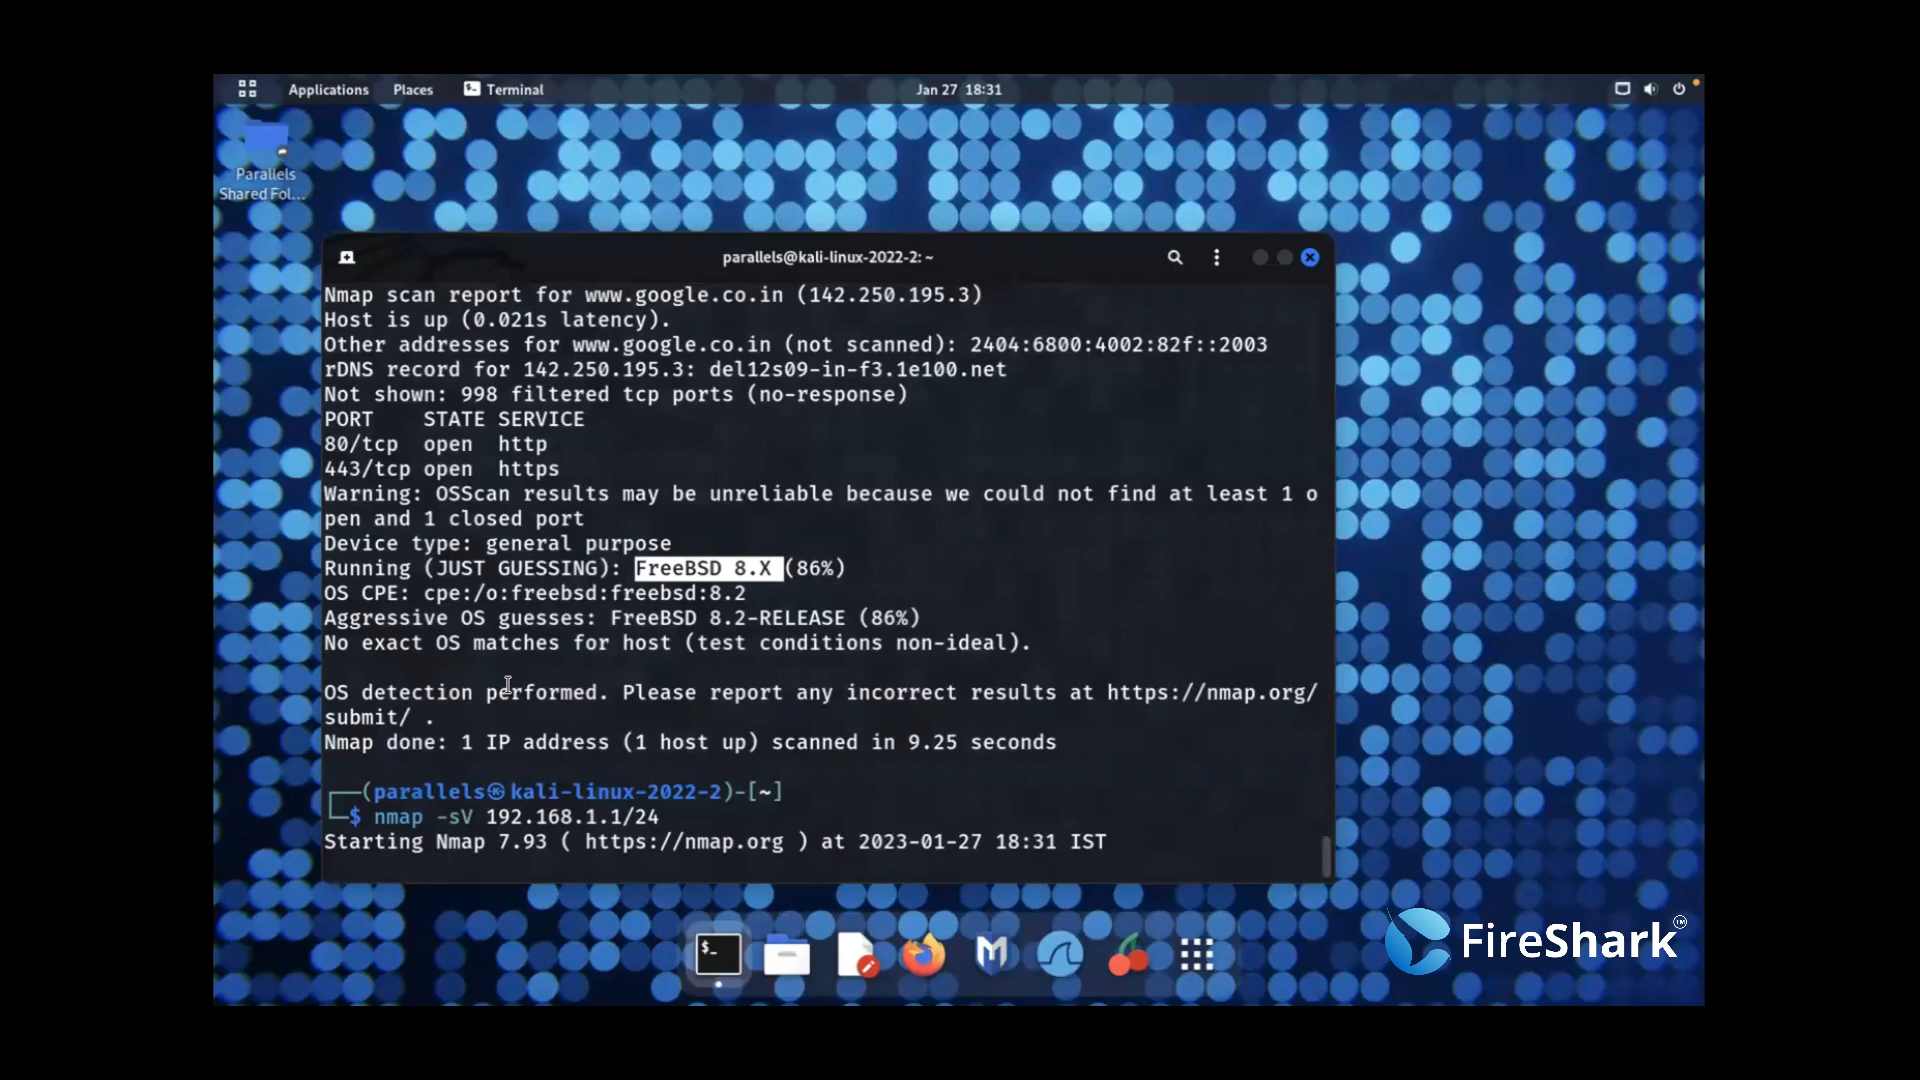 Applications Places Terminal Jan 27 18:31
Parallels
Shared Fol...
parallels@kali-linux-2022-2: ~
Nmap scan report for www.google.co.in (142.250.195.3)
Host is up (0.021s latency).
Other addresses for www.google.co.in (not scanned): 2404:6800:4002:82f::2003
rDNS record for 142.250.195.3: del12s09-in-f3.1e100.net
Not shown: 998 filtered tcp ports (no-response)
PORT    STATE SERVICE
80/tcp  open  http
443/tcp open  https
Warning: OSScan results may be unreliable because we could not find at least 1 o
pen and 1 closed port
Device type: general purpose
Running (JUST GUESSING): FreeBSD 8.X (86%)
OS CPE: cpe:/o:freebsd:freebsd:8.2
Aggressive OS guesses: FreeBSD 8.2-RELEASE (86%)
No exact OS matches for host (test conditions non-ideal).
OS detection performed. Please report any incorrect results at https://nmap.org/
submit/ .
Nmap done: 1 IP address (1 host up) scanned in 9.25 seconds
┌──(parallels㉿kali-linux-2022-2)-[~]
└─$ nmap -sV 192.168.1.1/24
Starting Nmap 7.93 ( https://nmap.org ) at 2023-01-27 18:31 IST
$_
FireShark™